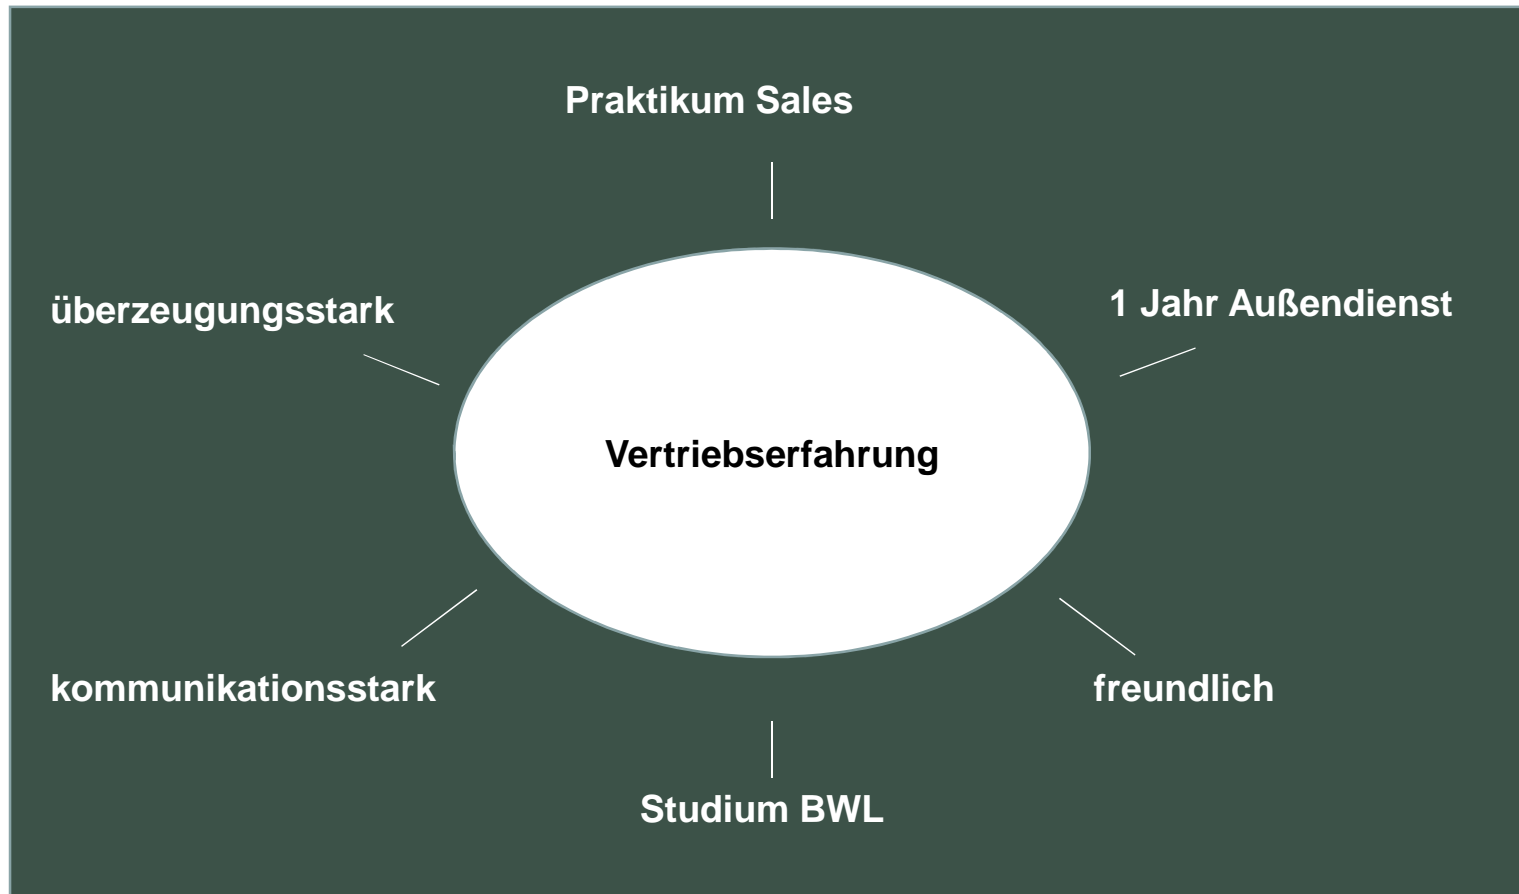 Praktikum Sales
überzeugungsstark
1 Jahr Außendienst
Vertriebserfahrung
kommunikationsstark
freundlich
Studium BWL